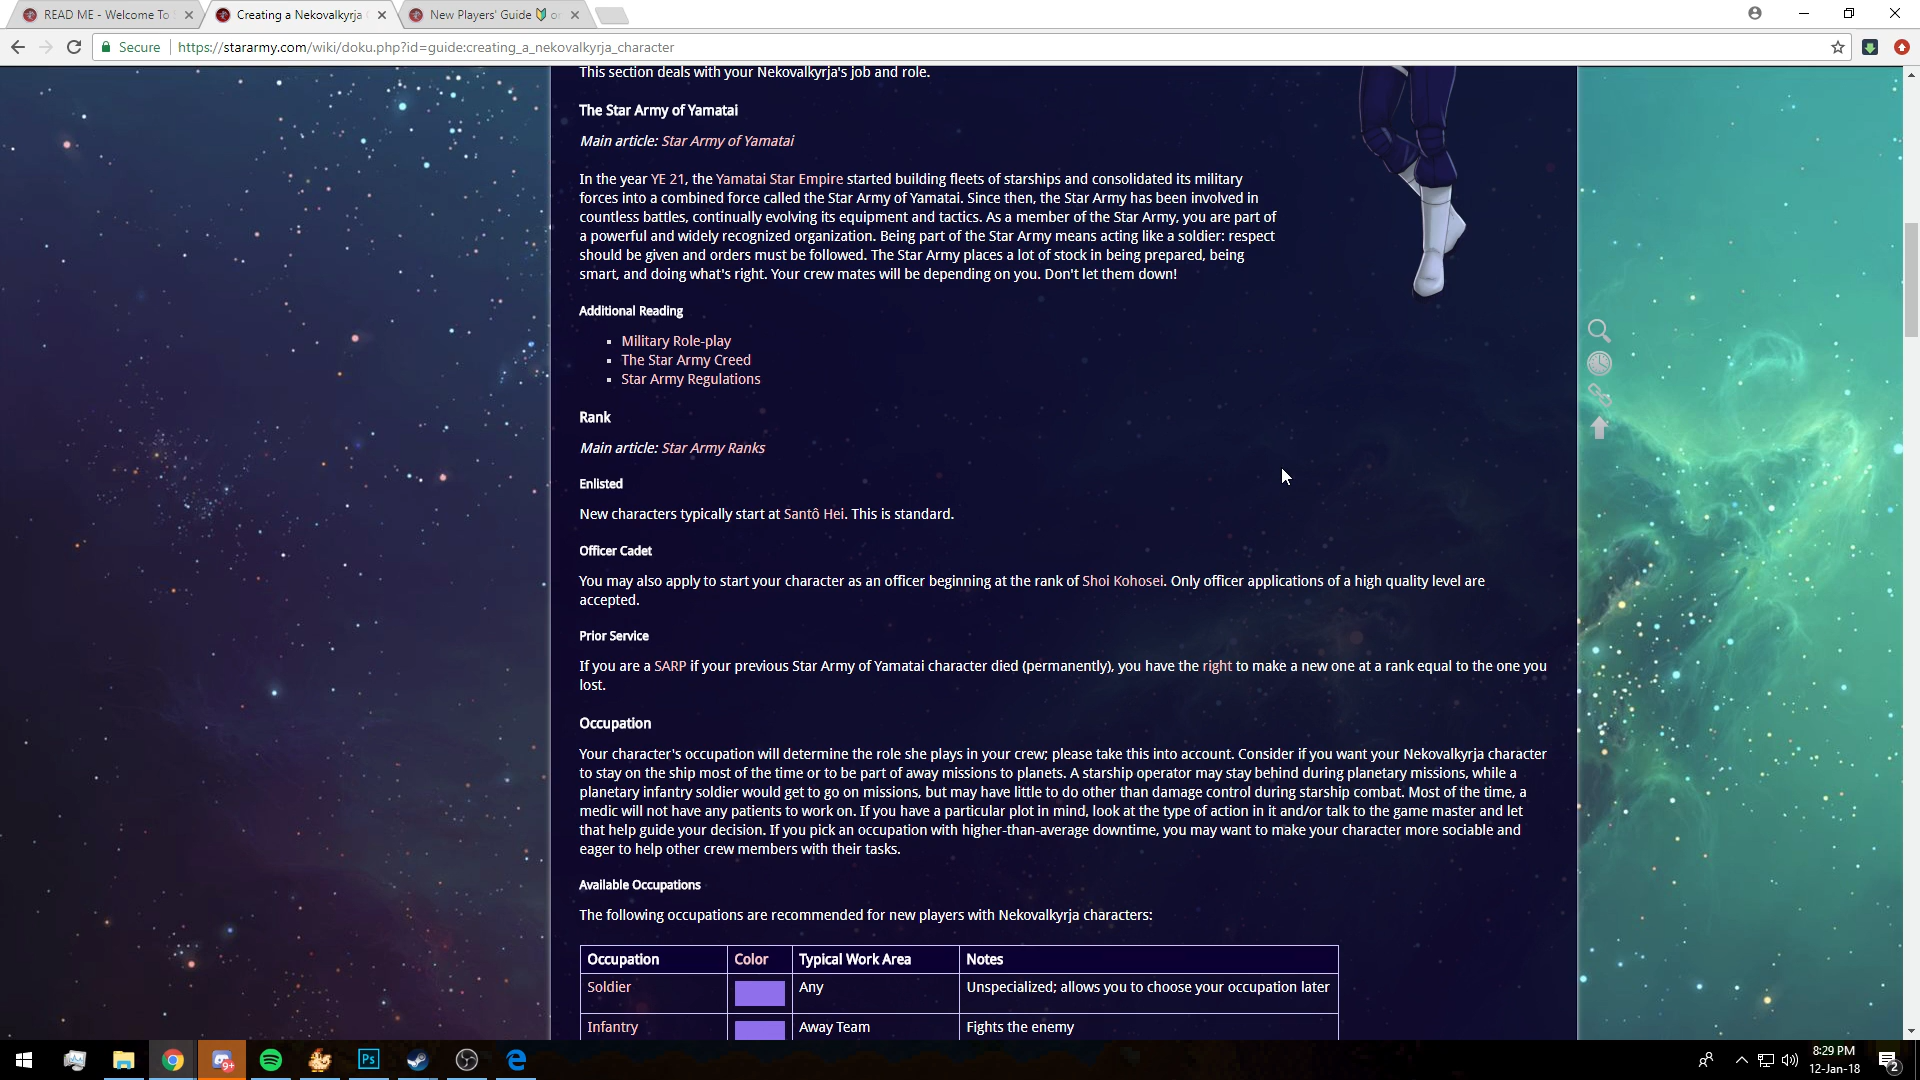 READ ME - Welcome To
Creating a Nekovalkyrja
New Players' Guide 🔰 o
Secure
https://stararmy.com/wiki/doku.php?id=guide:creating_a_nekovalkyrja_character
This section deals with your Nekovalkyrja's job and role.
The Star Army of Yamatai
Main article: Star Army of Yamatai
In the year YE 21, the Yamatai Star Empire started building fleets of starships and consolidated its military
forces into a combined force called the Star Army of Yamatai. Since then, the Star Army has been involved in
countless battles, continually evolving its equipment and tactics. As a member of the Star Army, you are part of
a powerful and widely recognized organization. Being part of the Star Army means acting like a soldier: respect
should be given and orders must be followed. The Star Army places a lot of stock in being prepared, being
smart, and doing what's right. Your crew mates will be depending on you. Don't let them down!
Additional Reading
▪ Military Role-play
▪ The Star Army Creed
▪ Star Army Regulations
Rank
Main article: Star Army Ranks
Enlisted
New characters typically start at Santô Hei. This is standard.
Officer Cadet
You may also apply to start your character as an officer beginning at the rank of Shoi Kohosei. Only officer applications of a high quality level are
accepted.
Prior Service
If you are a SARP if your previous Star Army of Yamatai character died (permanently), you have the right to make a new one at a rank equal to the one you
lost.
Occupation
Your character's occupation will determine the role she plays in your crew; please take this into account. Consider if you want your Nekovalkyrja character
to stay on the ship most of the time or to be part of away missions to planets. A starship operator may stay behind during planetary missions, while a
planetary infantry soldier would get to go on missions, but may have little to do other than damage control during starship combat. Most of the time, a
medic will not have any patients to work on. If you have a particular plot in mind, look at the type of action in it and/or talk to the game master and let
that help guide your decision. If you pick an occupation with higher-than-average downtime, you may want to make your character more sociable and
eager to help other crew members with their tasks.
Available Occupations
The following occupations are recommended for new players with Nekovalkyrja characters:
Occupation Color Typical Work Area Notes
Soldier Any Unspecialized; allows you to choose your occupation later
Infantry Away Team Fights the enemy
9+
Ps
8:29 PM
12-Jan-18
2